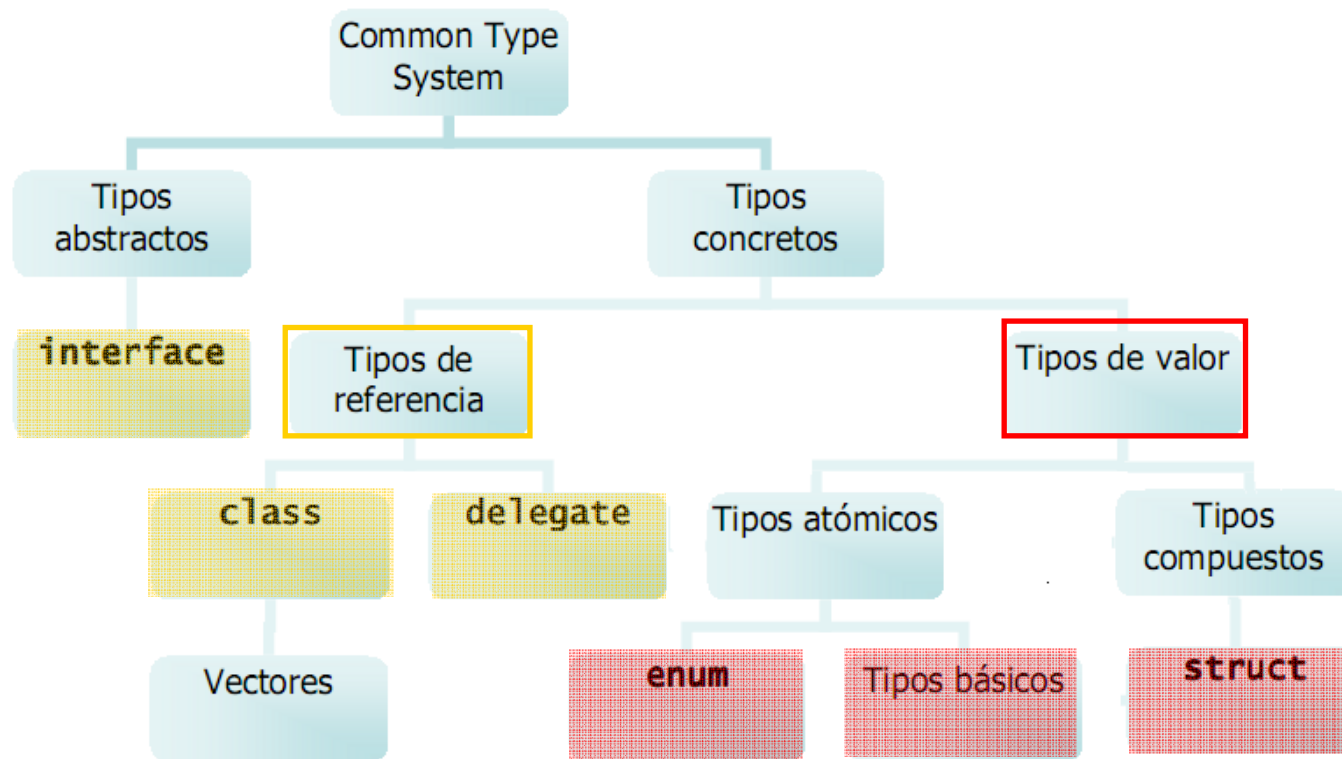 Common Type
System
Tipos
abstractos
Tipos
concretos
interface
Tipos de
referencia
Tipos de valor
class
delegate
Tipos atómicos
Tipos
compuestos
Vectores
enum
Tipos básicos
struct